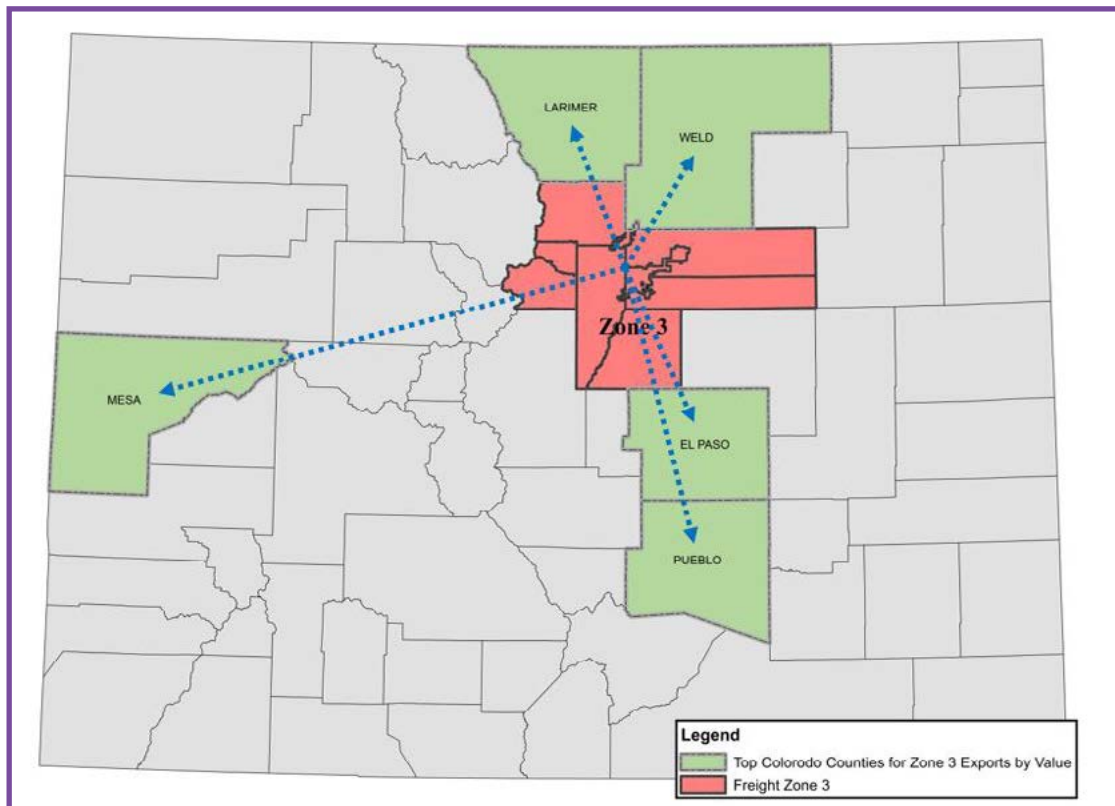 LARIMER
WELD
Zone 3
MESA
EL PASO
PUEBLO
Legend
Top Colorodo Counties for Zone 3 Exports by Value
Freight Zone 3